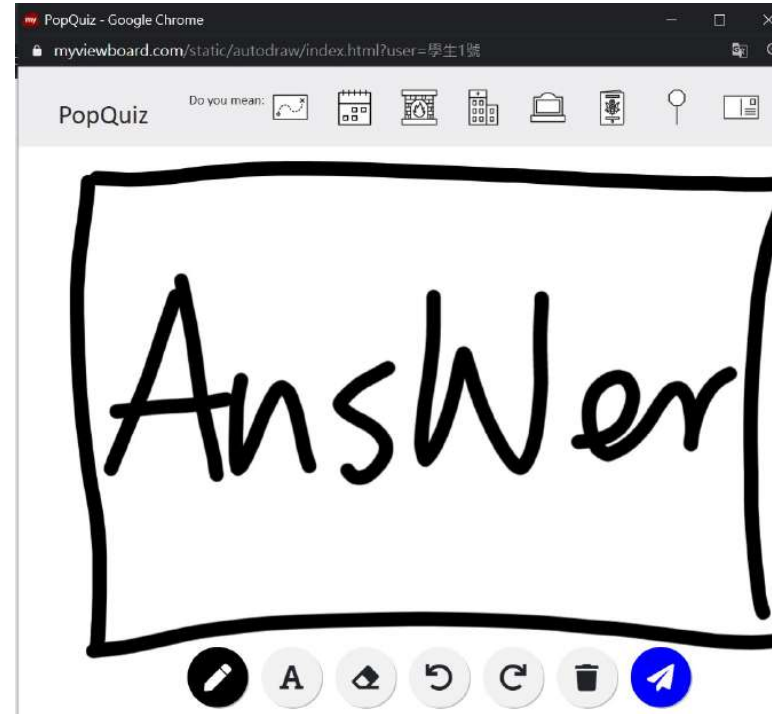 my PopQuiz - Google Chrome
myviewboard.com/static/autodraw/index.html?user=學生1號
PopQuiz
Do you mean:
AnsWer
A